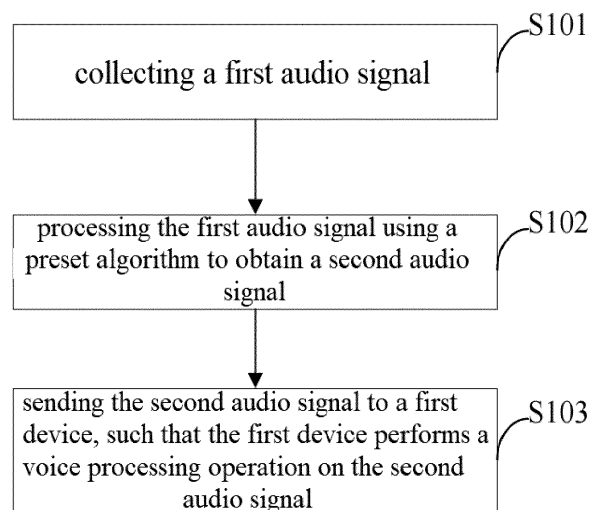 S101
collecting a first audio signal
S102
processing the first audio signal using a
preset algorithm to obtain a second audio
signal
sending the second audio signal to a first
S103
device, such that the first device performs a
voice processing operation on the second
audio signal